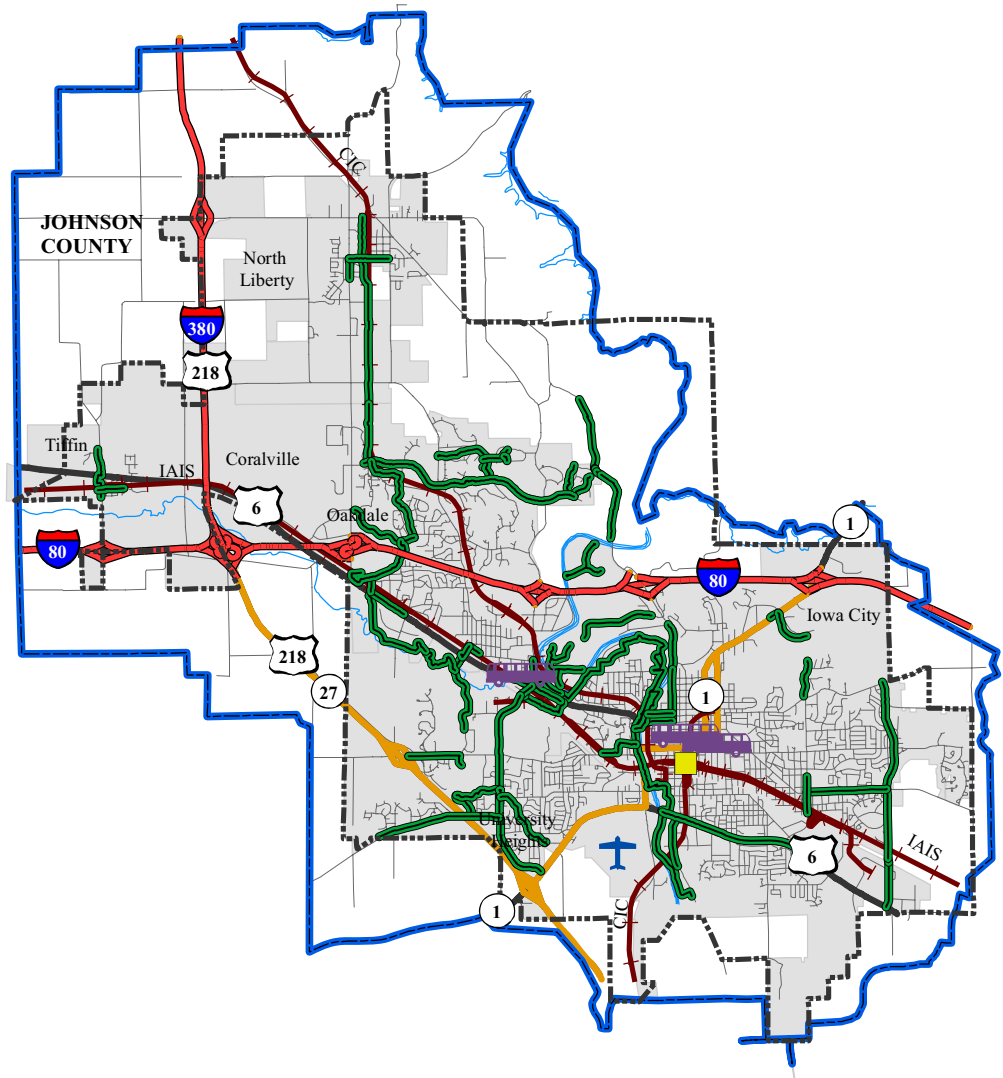 CIC
JOHNSON
COUNTY
North
Liberty
380
218
Tiffin
IAIS
Coralville
6
Oakdale
1
80
80
Iowa City
218
27
1
University
Heights
6
IAIS
1
CIC